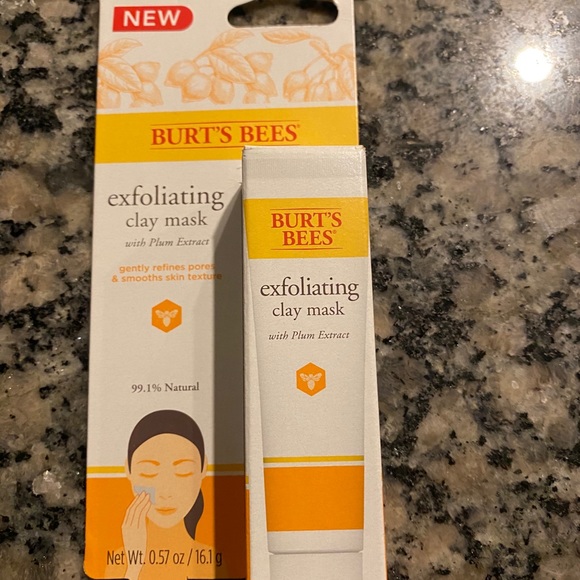 NEW
BURT'S BEES®
exfoliating
clay mask
with Plum Extract
gently refines pores
& smooths skin texture
99.1% Natural
Net Wt. 0.57 oz / 16.1 g
BURT'S
BEES®
exfoliating
clay mask
with Plum Extract